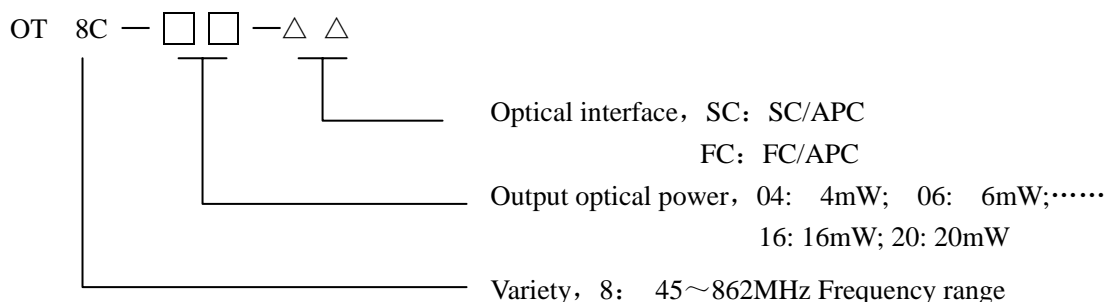 OT 8C — □ □ —△ △
Optical interface，SC：SC/APC
FC：FC/APC
Output optical power，04: 4mW; 06: 6mW;······
16: 16mW; 20: 20mW
Variety，8： 45～862MHz Frequency range